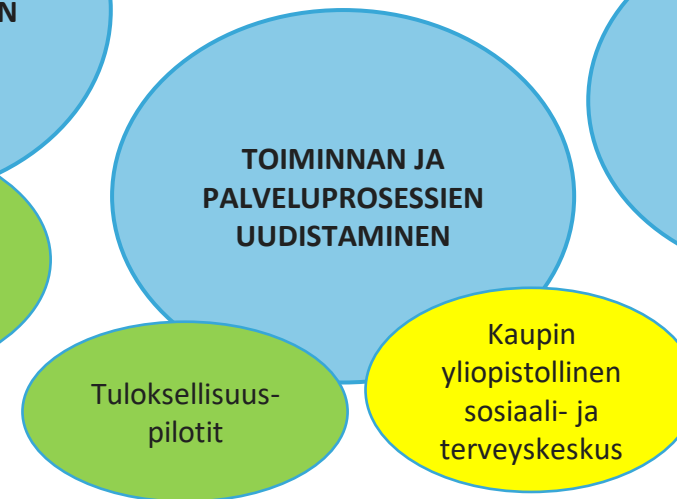 N
TOIMINNAN JA
PALVELUPROSESSIEN
UUDISTAMINEN
Tuloksellisuus-
pilotit
Kaupin
yliopistollinen
sosiaali- ja
terveyskeskus